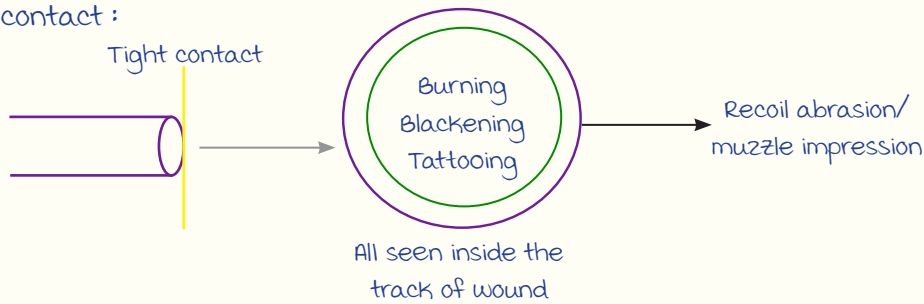 contact :
Tight contact
Burning
Blackening
Tattooing
Recoil abrasion/
muzzle impression
All seen inside the
track of wound